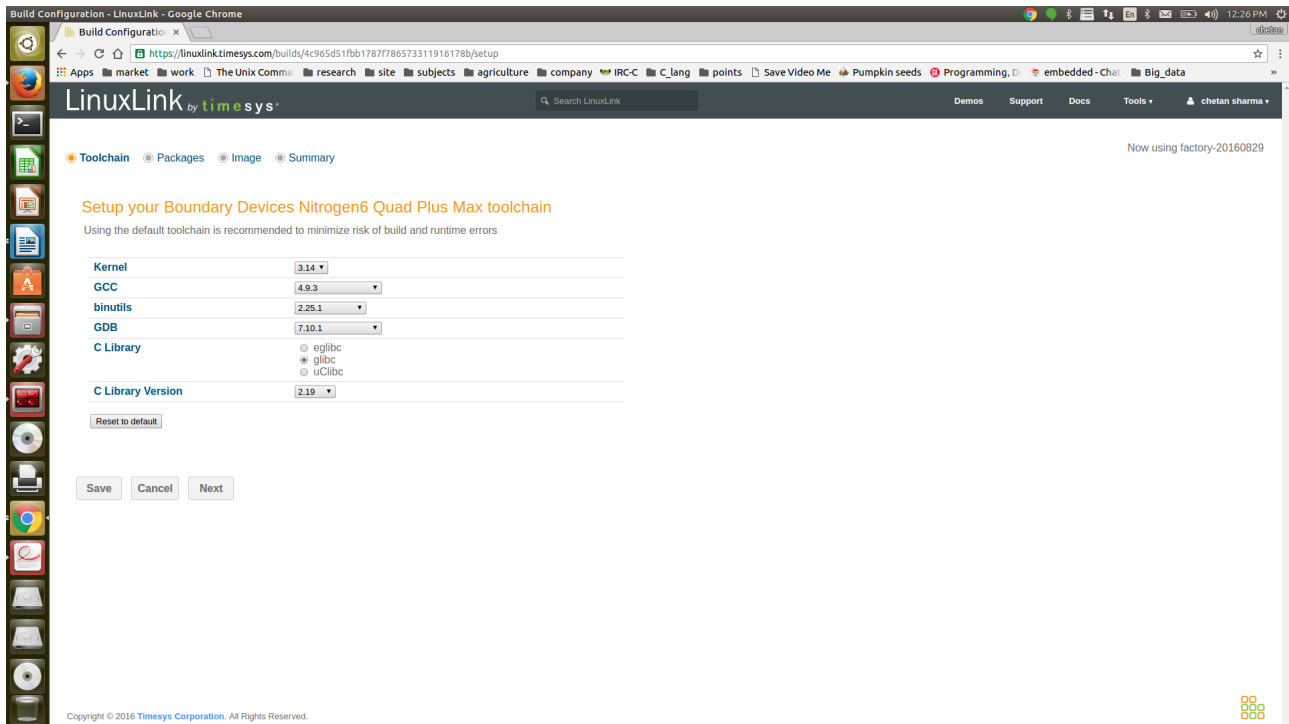 Build Configuration - LinuxLink - Google Chrome
En
12:26 PM
Build Configuratio
chetan
https://linuxlink.timesys.com/builds/4c965d51fbb1787f786573311916178b/setup
Apps market work The Unix Comma research site subjects agriculture company IRC-C C_lang points Save Video Me Pumpkin seeds Programming, D embedded - Chat Big_data »
LinuxLink by timesys
Search LinuxLink
Demos Support Docs Tools chetan sharma
Toolchain Packages Image Summary
Now using factory-20160829
Setup your Boundary Devices Nitrogen6 Quad Plus Max toolchain
Using the default toolchain is recommended to minimize risk of build and runtime errors
Kernel 3.14
GCC 4.9.3
binutils 2.25.1
GDB 7.10.1
C Library eglibc
glibc
uClibc
C Library Version 2.19
Reset to default
Save Cancel Next
Copyright © 2016 Timesys Corporation. All Rights Reserved.